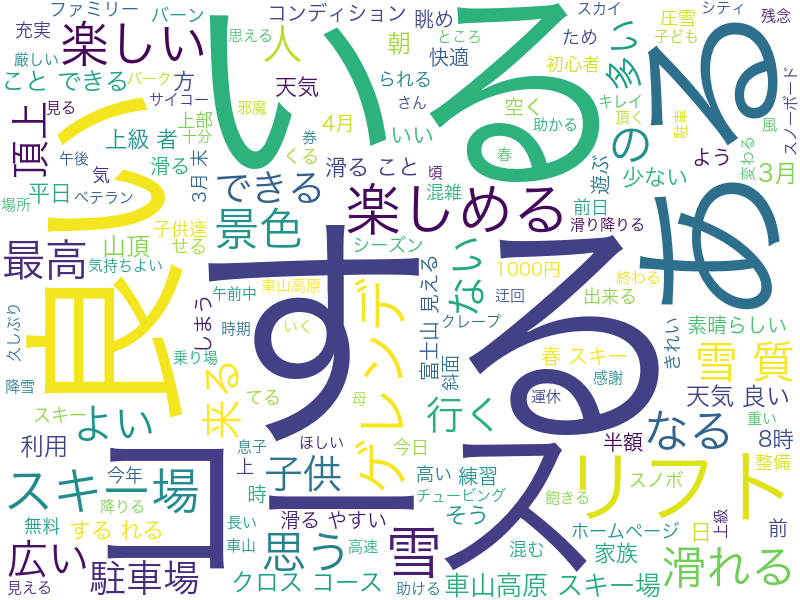 ファミリー
バーン
コンディション
眺め
スカイ
シティ
圧雪
残念
充実
楽しい
思える
人
朝
ところ
ため
子ども
多い
厳しい
いる
ある
こと できる
パーク
方
天気
快適
られる
初心者
見る
サイコー
邪魔
さん
キレイ
スノーボード
頂上
上部
4月
空く
頂く
駐車
上級 者
十分
券
いい
助かる
の
風
午後
気
滑る
くる
春
変わる
良い
3月 末
滑る こと
頃
混雑
遊ぶ
少ない
よう
3月
平日
ベテラン
できる
場所
子供達
せる
楽しめる
前日
滑り降りる
景色
最高
山頂
シーズン
ない
気持ちよい
車山高原
見える
1000円
終わる
久しぶり
しまう
午前中
富士山
迂回
出来る
素晴らしい
する
時期
いく
クレープ
斜面
きれい
乗り場
ゲレンデ
春 スキー
雪 質
降雪
来る
てる
母
運休
感謝
天気 良い
スキー
よい
行く
なる
重い
コース
利用
息子
ほしい
今日
半額
8時
スキー場
今年
上
子供
高い
練習
リフト
スノボ
整備
降りる
時
チュービング
飽きる
無料
する れる
長い
滑る やすい
そう
ホームページ
日
上級
前
広い
車山
思う
高速
雪
混む
家族
滑れる
見える
駐車場
クロス コース
助ける
車山高原 スキー場